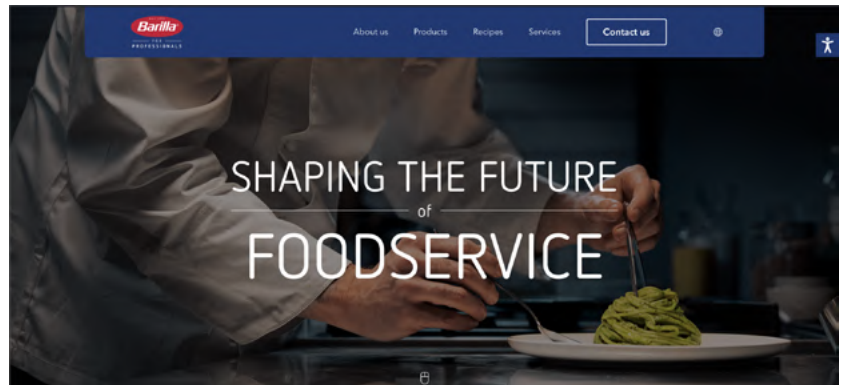 Barilla
FOR
PROFESSIONALS
About us
Products
Recipes
Services
Contact us
SHAPING THE FUTURE
of
FOODSERVICE